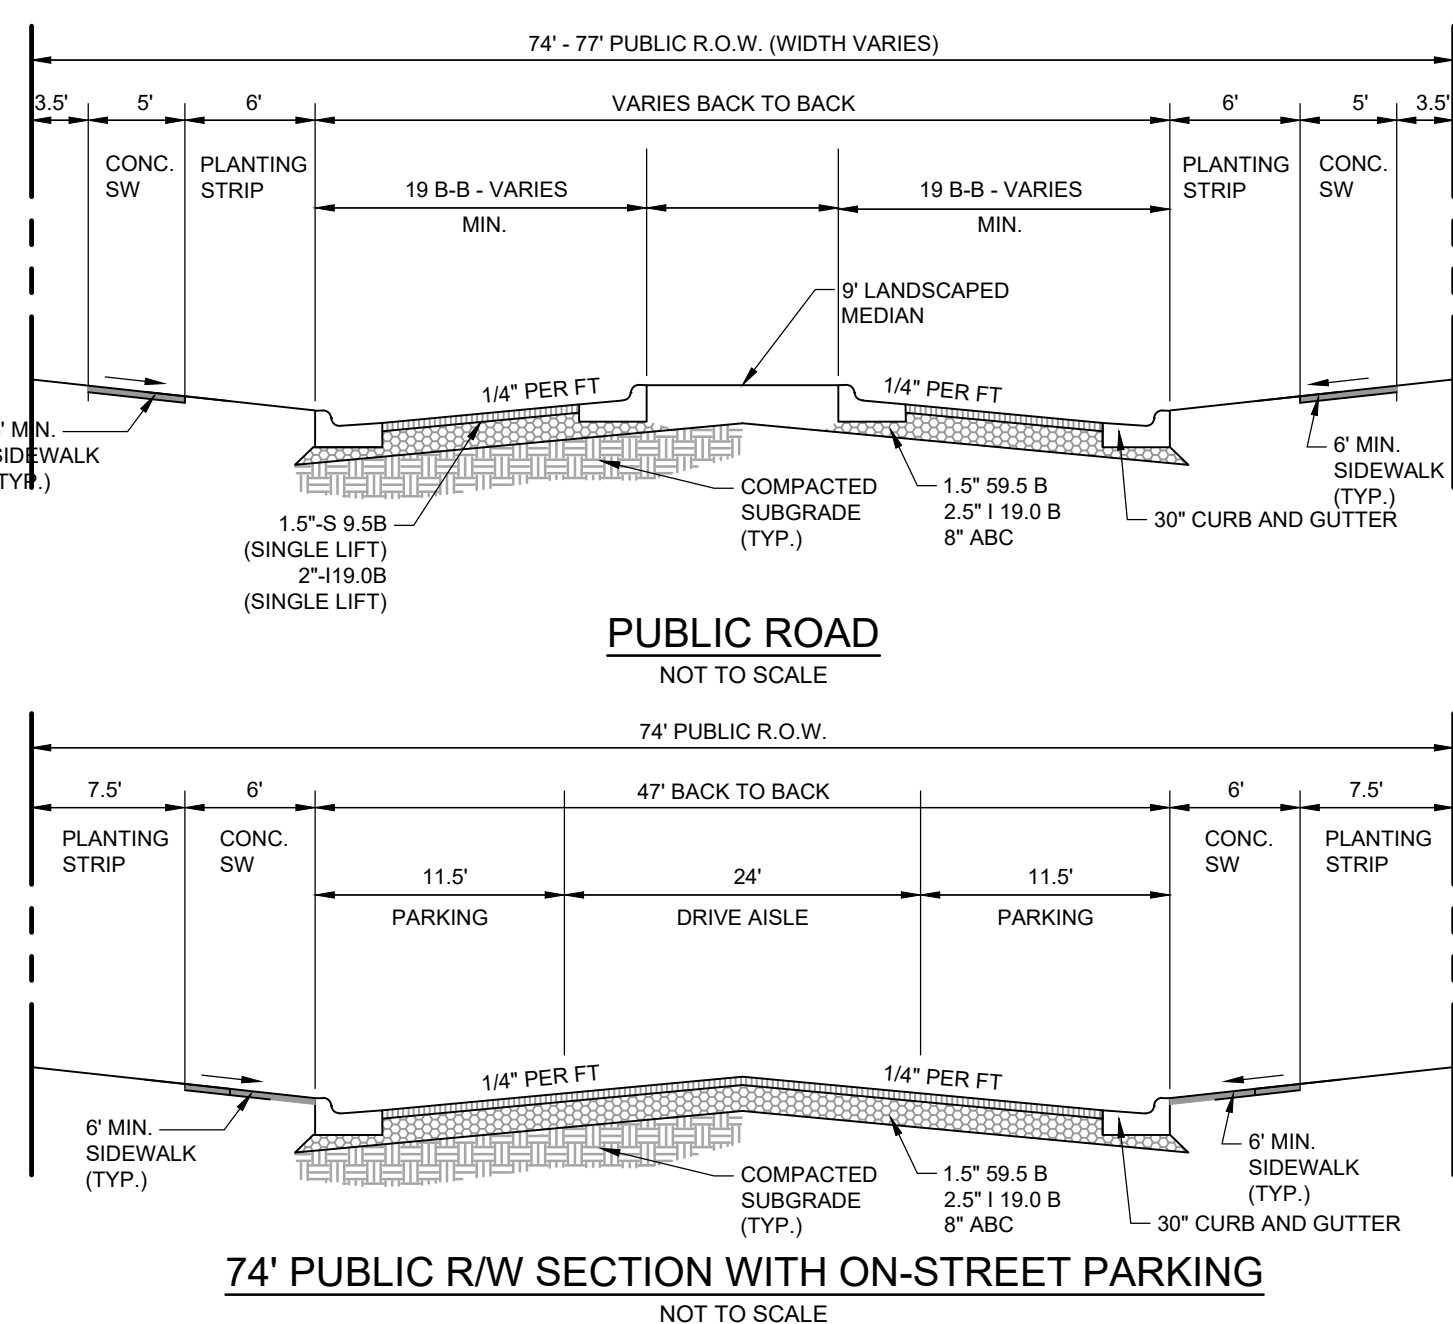 74' - 77' PUBLIC R.O.W. (WIDTH VARIES)
3.5' 5' 6' VARIES BACK TO BACK 6' 5' 3.5'
CONC.
SW
PLANTING
STRIP
19 B-B - VARIES
MIN.
19 B-B - VARIES
MIN.
PLANTING
STRIP
CONC.
SW
9' LANDSCAPED
MEDIAN
1/4" PER FT
1/4" PER FT
' MIN.
SIDEWALK
(TYP.)
6' MIN.
SIDEWALK
(TYP.)
1.5"-S 9.5B
(SINGLE LIFT)
2"-I19.0B
(SINGLE LIFT)
COMPACTED
SUBGRADE
(TYP.)
1.5" 59.5 B
2.5" I 19.0 B
8" ABC
30" CURB AND GUTTER
PUBLIC ROAD
NOT TO SCALE
74' PUBLIC R.O.W.
7.5' 6' 47' BACK TO BACK 6' 7.5'
PLANTING
STRIP
CONC.
SW
11.5'
PARKING
24'
DRIVE AISLE
11.5'
PARKING
CONC.
SW
PLANTING
STRIP
1/4" PER FT
1/4" PER FT
6' MIN.
SIDEWALK
(TYP.)
COMPACTED
SUBGRADE
(TYP.)
1.5" 59.5 B
2.5" I 19.0 B
8" ABC
6' MIN.
SIDEWALK
(TYP.)
30" CURB AND GUTTER
74' PUBLIC R/W SECTION WITH ON-STREET PARKING
NOT TO SCALE